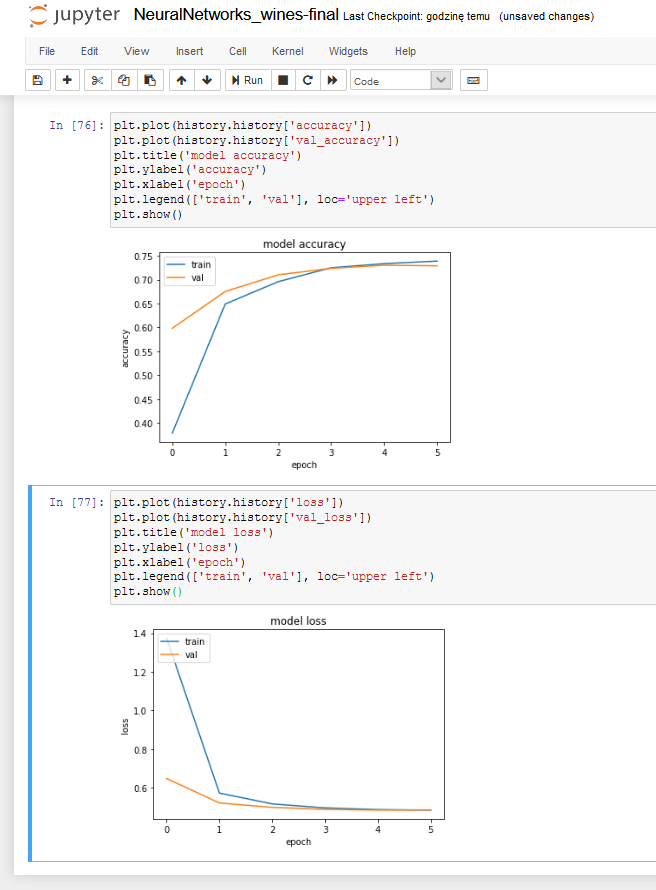 jupyter NeuralNetworks_wines-final Last Checkpoint: godzinę temu (unsaved changes)
File Edit View Insert Cell Kernel Widgets Help
Run Code
In [76]: plt.plot(history.history['accuracy'])
plt.plot(history.history['val_accuracy'])
plt.title('model accuracy')
plt.ylabel('accuracy')
plt.xlabel('epoch')
plt.legend(['train', 'val'], loc='upper left')
plt.show()
model accuracy
train
val
0.75
0.70
0.65
0.60
0.55
0.50
0.45
0.40
accuracy
0 1 2 3 4 5
epoch
In [77]: plt.plot(history.history['loss'])
plt.plot(history.history['val_loss'])
plt.title('model loss')
plt.ylabel('loss')
plt.xlabel('epoch')
plt.legend(['train', 'val'], loc='upper left')
plt.show()
model loss
train
val
1.4
1.2
1.0
0.8
0.6
loss
0 1 2 3 4 5
epoch